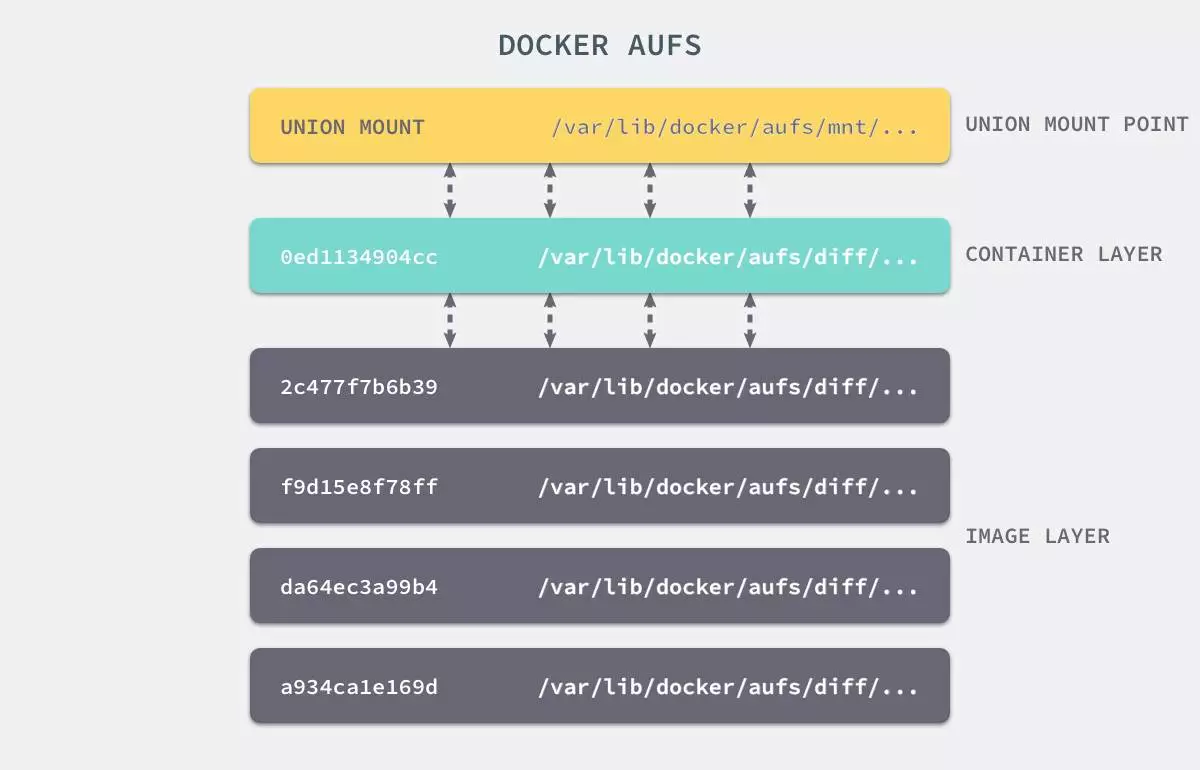 DOCKER AUFS
UNION MOUNT /var/lib/docker/aufs/mnt/...
UNION MOUNT POINT
0ed1134904cc /var/lib/docker/aufs/diff/...
CONTAINER LAYER
2c477f7b6b39 /var/lib/docker/aufs/diff/...
f9d15e8f78ff /var/lib/docker/aufs/diff/...
IMAGE LAYER
da64ec3a99b4 /var/lib/docker/aufs/diff/...
a934ca1e169d /var/lib/docker/aufs/diff/...